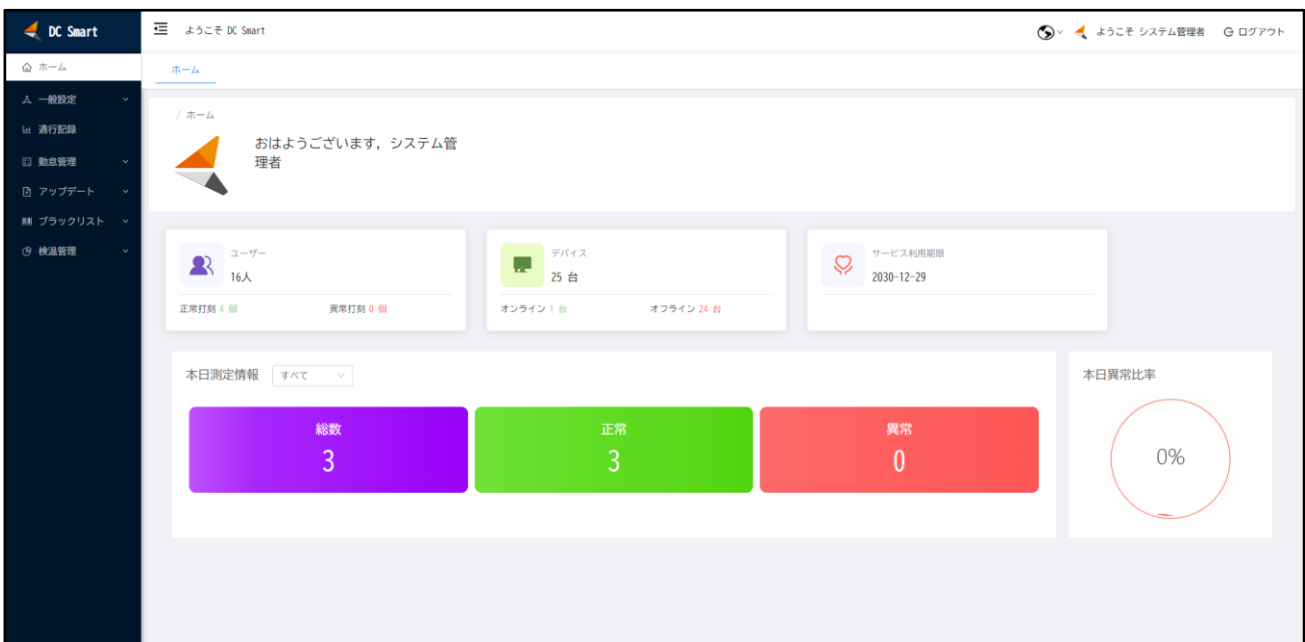 DC Smart
ようこそ DC Smart
ようこそ システム管理者
ログアウト
ホーム
一般設定
通行記録
勤怠管理
アップデート
ブラックリスト
検温管理
ホーム
/ ホーム
おはようございます, システム管
理者
ユーザー
16人
正常打刻 4 個
異常打刻 0 個
デバイス
25 台
オンライン 1 台
オフライン 24 台
サービス利用期限
2030-12-29
本日測定情報
すべて
総数
3
正常
3
異常
0
本日異常比率
0%